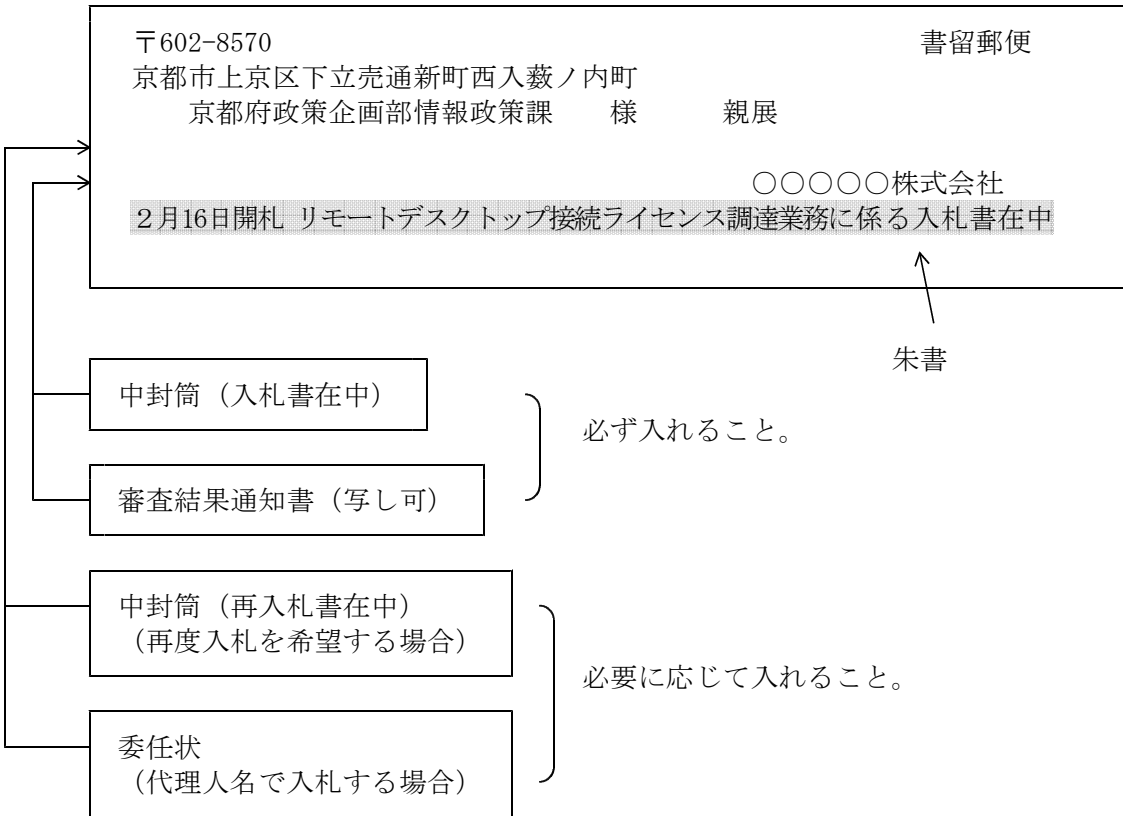 〒602-8570　書留郵便
京都市上京区下立売通新町西入薮ノ内町
京都府政策企画部情報政策課　様　親展
○○○○○株式会社
２月16日開札 リモートデスクトップ接続ライセンス調達業務に係る入札書在中
朱書
中封筒（入札書在中）
必ず入れること。
審査結果通知書（写し可）
中封筒（再入札書在中）
（再度入札を希望する場合）
必要に応じて入れること。
委任状
（代理人名で入札する場合）